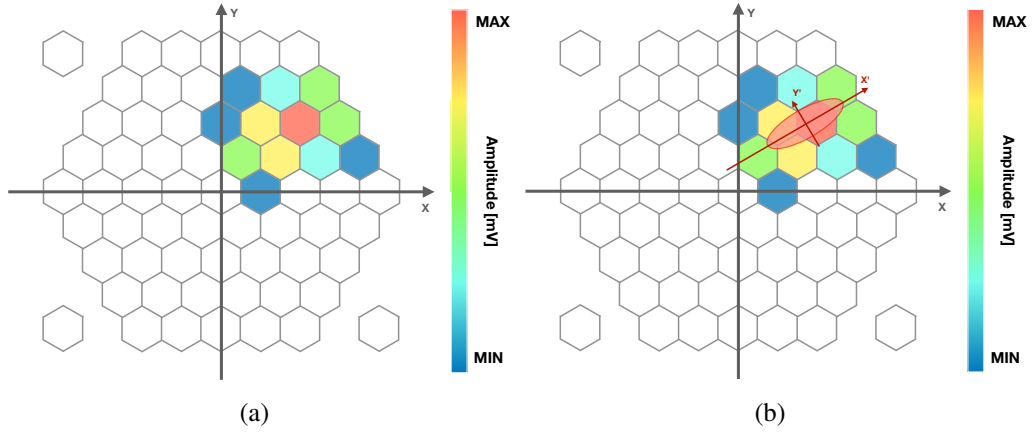 Y
X
MAX
Amplitude [mV]
MIN
(a)
Y
X
X'
Y'
MAX
Amplitude [mV]
MIN
(b)